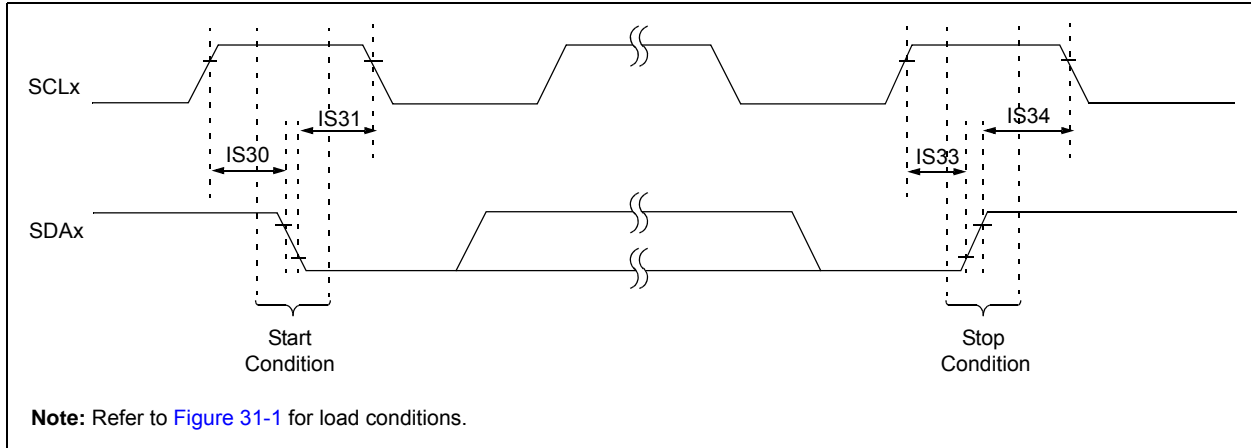 SCLx
IS31
IS34
IS30
IS33
SDAx
Start
Condition
Stop
Condition
Note: Refer to Figure 31-1 for load conditions.